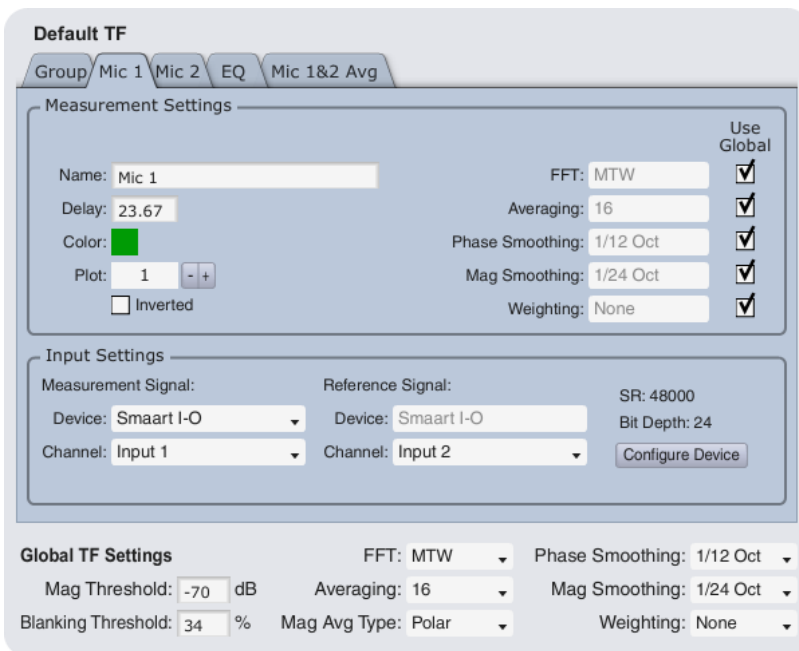 Default TF
Group Mic 1 Mic 2 EQ Mic 1&2 Avg
Measurement Settings
Use
Global
Name: Mic 1 FFT: MTW
Delay: 23.67 Averaging: 16
Color: Phase Smoothing: 1/12 Oct
Plot: 1 - + Mag Smoothing: 1/24 Oct
Inverted Weighting: None
Input Settings
Measurement Signal: Reference Signal: SR: 48000
Device: Smaart I-O Device: Smaart I-O Bit Depth: 24
Channel: Input 1 Channel: Input 2 Configure Device
Global TF Settings FFT: MTW Phase Smoothing: 1/12 Oct
Mag Threshold: -70 dB Averaging: 16 Mag Smoothing: 1/24 Oct
Blanking Threshold: 34 % Mag Avg Type: Polar Weighting: None